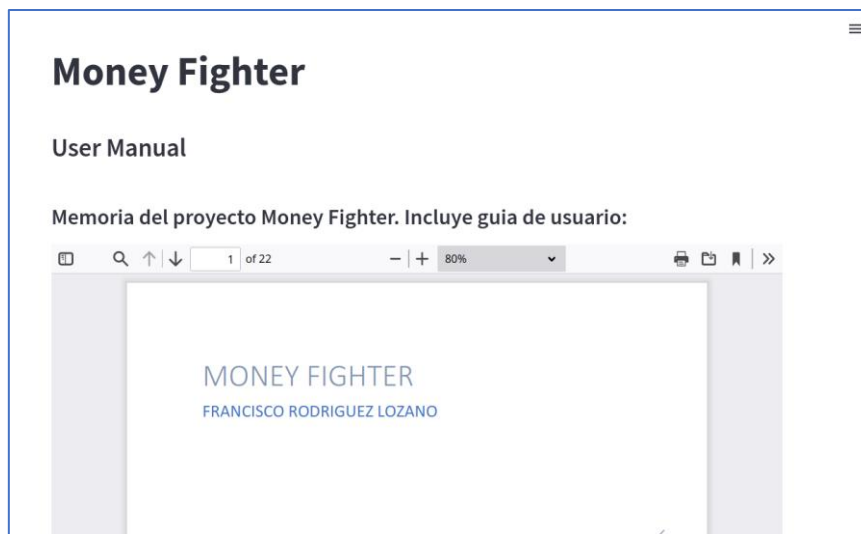 Money Fighter
User Manual
Memoria del proyecto Money Fighter. Incluye guia de usuario:
1 of 22 80%
MONEY FIGHTER
FRANCISCO RODRIGUEZ LOZANO